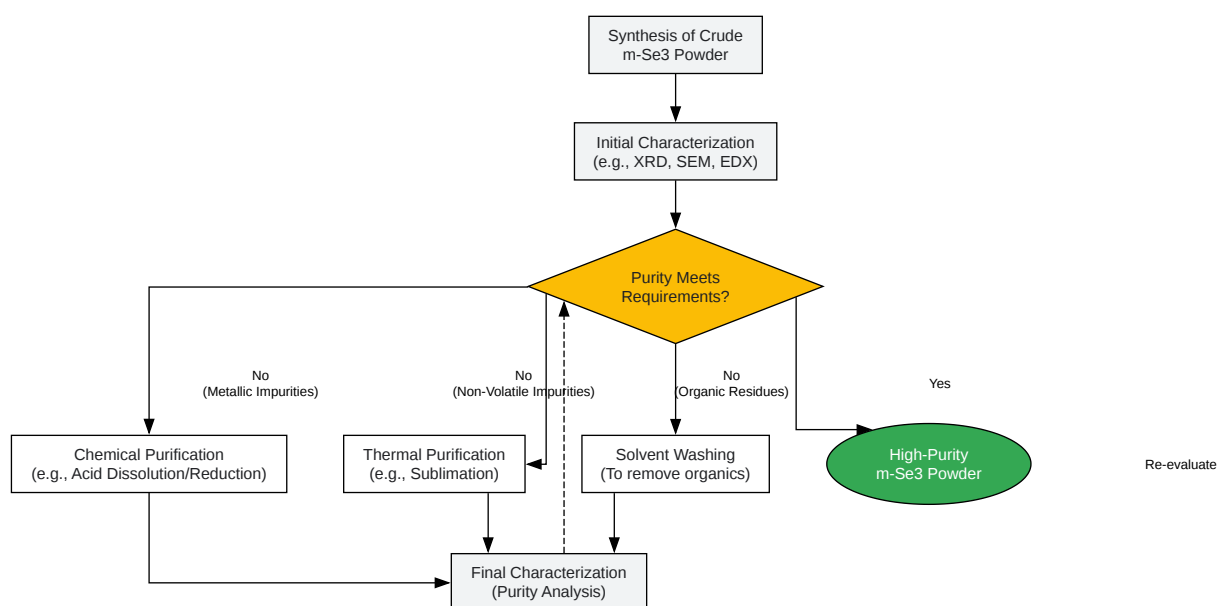 Synthesis of Crude
m-Se3 Powder
Initial Characterization
(e.g., XRD, SEM, EDX)
Purity Meets
Requirements?
No
(Metallic Impurities)
No
(Non-Volatile Impurities)
No
(Organic Residues)
Yes
Chemical Purification
(e.g., Acid Dissolution/Reduction)
Thermal Purification
(e.g., Sublimation)
Solvent Washing
(To remove organics)
High-Purity
m-Se3 Powder
Re-evaluate
Final Characterization
(Purity Analysis)